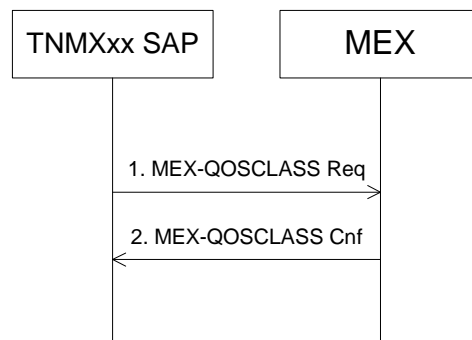 TNMXxx SAP
MEX
1. MEX-QOSCLASS Req
2. MEX-QOSCLASS Cnf